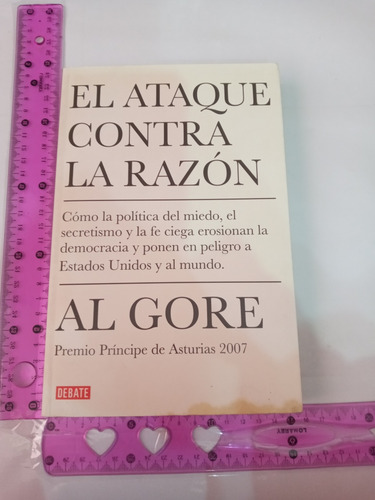 EL ATAQUE
CONTRA
LA RAZÓN
Cómo la política del miedo, el
secretismo y la fe ciega erosionan la
democracia y ponen en peligro a
Estados Unidos y al mundo.
AL GORE
Premio Príncipe de Asturias 2007
DEBATE